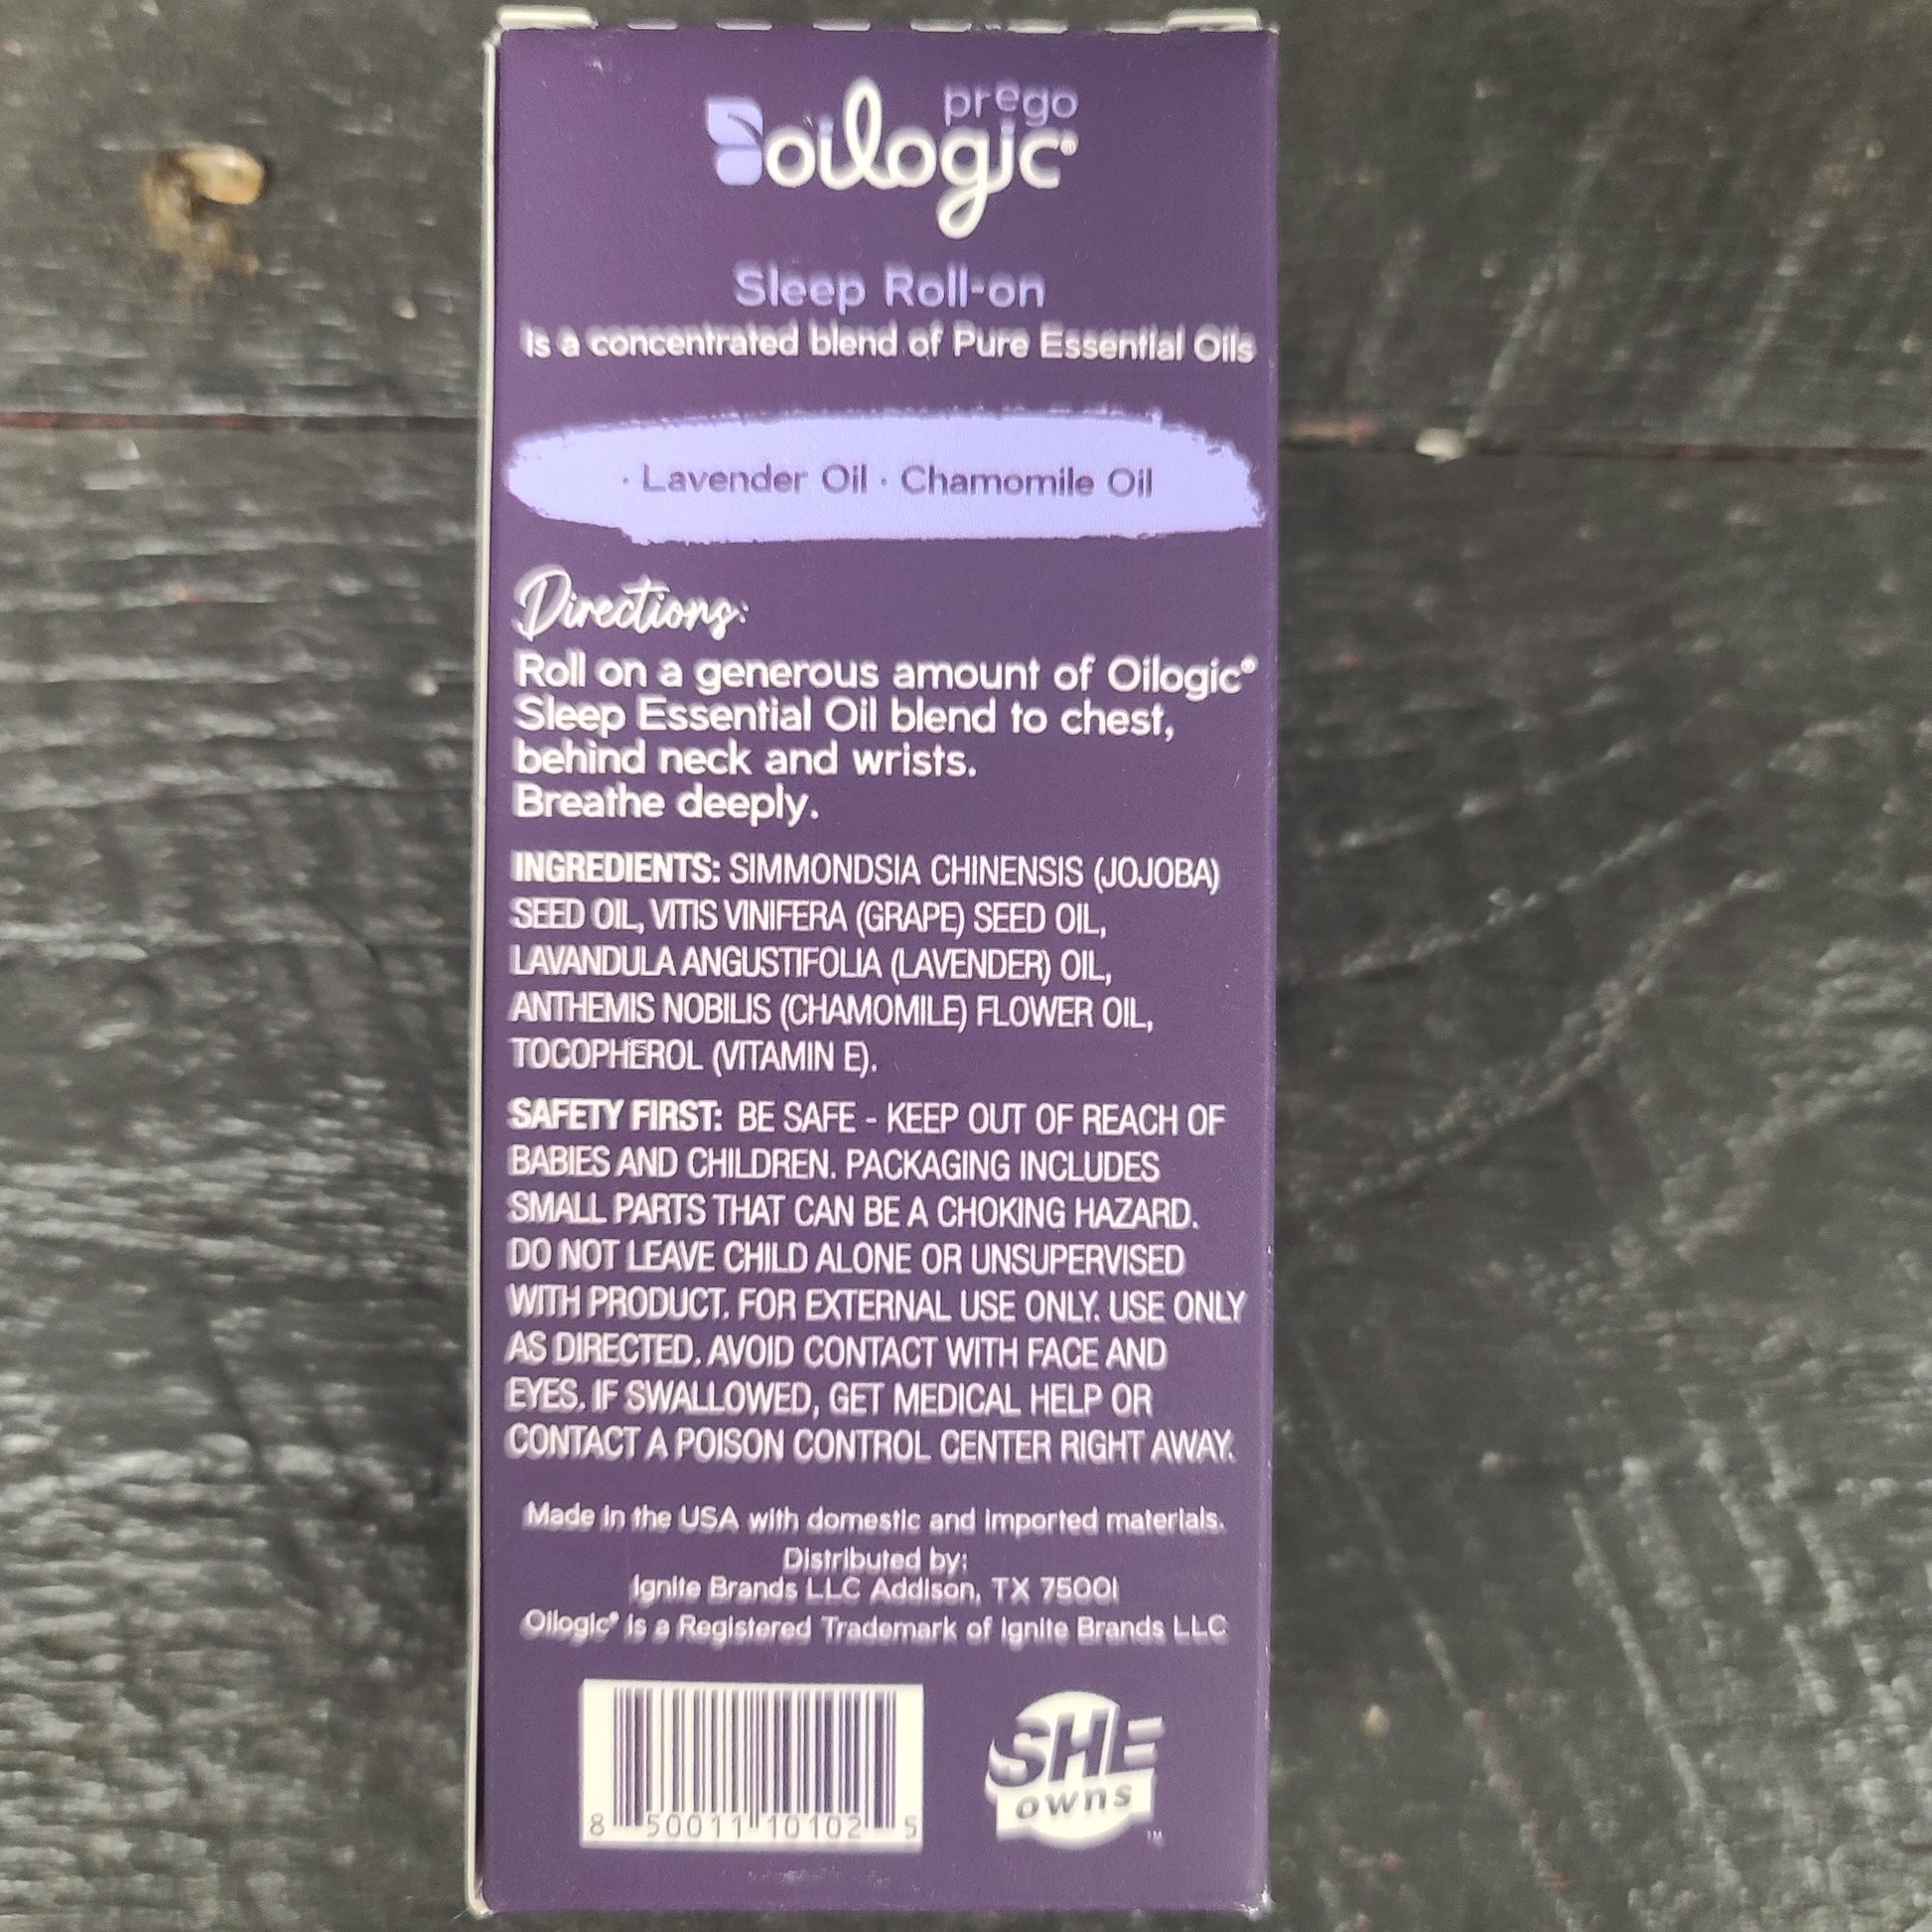 prego
oilogic®
Sleep Roll-on
is a concentrated blend of Pure Essential Oils
· Lavender Oil · Chamomile Oil
Directions:
Roll on a generous amount of Oilogic®
Sleep Essential Oil blend to chest,
behind neck and wrists.
Breathe deeply.
INGREDIENTS: SIMMONDSIA CHINENSIS (JOJOBA)
SEED OIL, VITIS VINIFERA (GRAPE) SEED OIL,
LAVANDULA ANGUSTIFOLIA (LAVENDER) OIL,
ANTHEMIS NOBILIS (CHAMOMILE) FLOWER OIL,
TOCOPHEROL (VITAMIN E).
SAFETY FIRST: BE SAFE - KEEP OUT OF REACH OF
BABIES AND CHILDREN. PACKAGING INCLUDES
SMALL PARTS THAT CAN BE A CHOKING HAZARD.
DO NOT LEAVE CHILD ALONE OR UNSUPERVISED
WITH PRODUCT. FOR EXTERNAL USE ONLY. USE ONLY
AS DIRECTED. AVOID CONTACT WITH FACE AND
EYES. IF SWALLOWED, GET MEDICAL HELP OR
CONTACT A POISON CONTROL CENTER RIGHT AWAY.
Made in the USA with domestic and imported materials.
Distributed by:
Ignite Brands LLC Addison, TX 75001
Oilogic® is a Registered Trademark of Ignite Brands LLC
8 50011 10102 5
SHE
owns
™